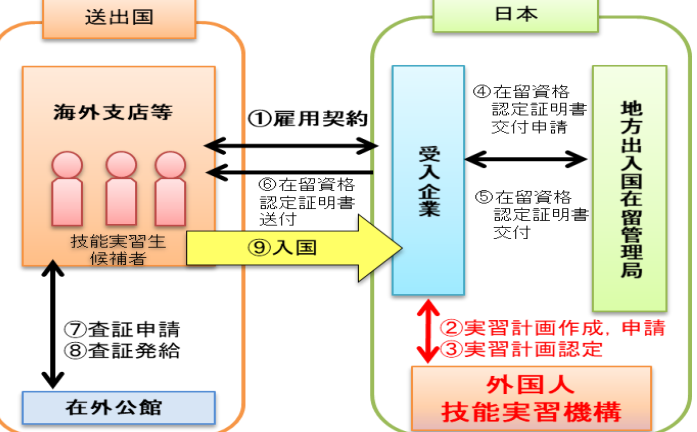 送出国
日本
海外支店等
技能実習生
候補者
①雇用契約
⑥在留資格
認定証明書
送付
⑨入国
受入企業
④在留資格
認定証明書
交付申請
⑤在留資格
認定証明書
交付
地方出入国在留管理局
⑦査証申請
⑧査証発給
在外公館
②実習計画作成，申請
③実習計画認定
外国人
技能実習機構